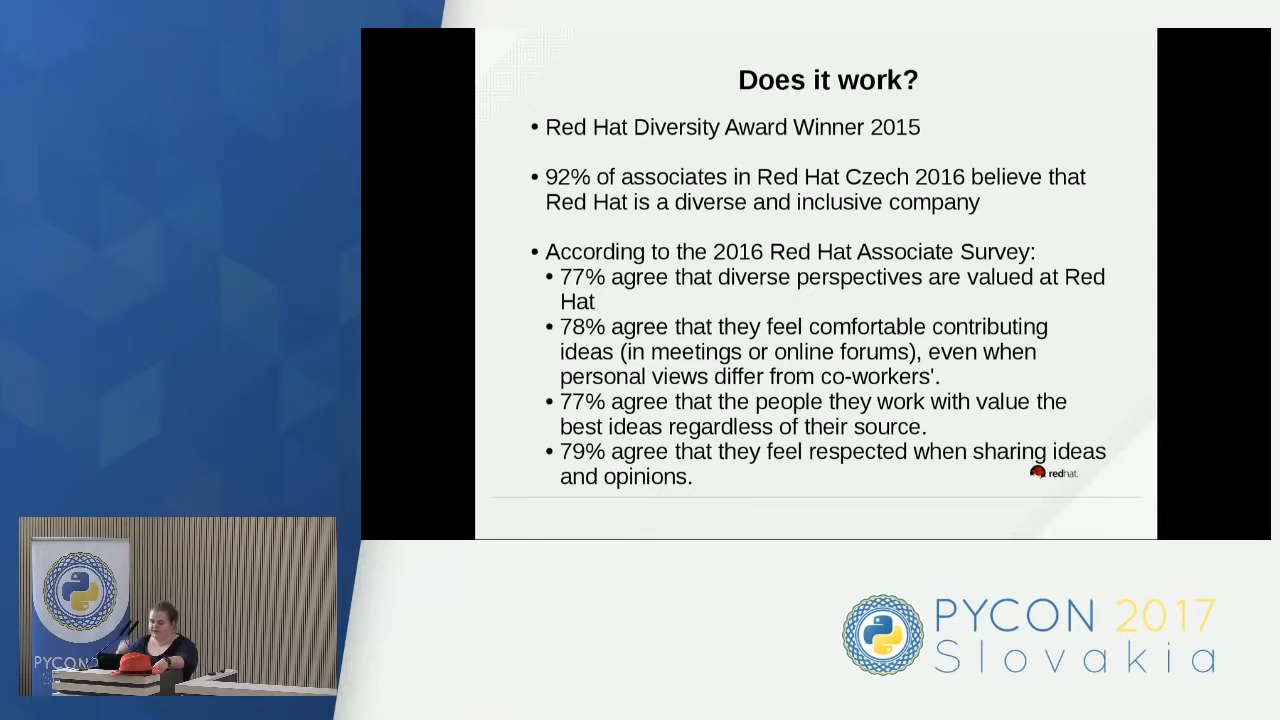 Does it work?
• Red Hat Diversity Award Winner 2015
• 92% of associates in Red Hat Czech 2016 believe that
Red Hat is a diverse and inclusive company
• According to the 2016 Red Hat Associate Survey:
• 77% agree that diverse perspectives are valued at Red
Hat
• 78% agree that they feel comfortable contributing
ideas (in meetings or online forums), even when
personal views differ from co-workers'.
• 77% agree that the people they work with value the
best ideas regardless of their source.
• 79% agree that they feel respected when sharing ideas
and opinions.
redhat.
PYCON
PYCON 2017
Slovakia